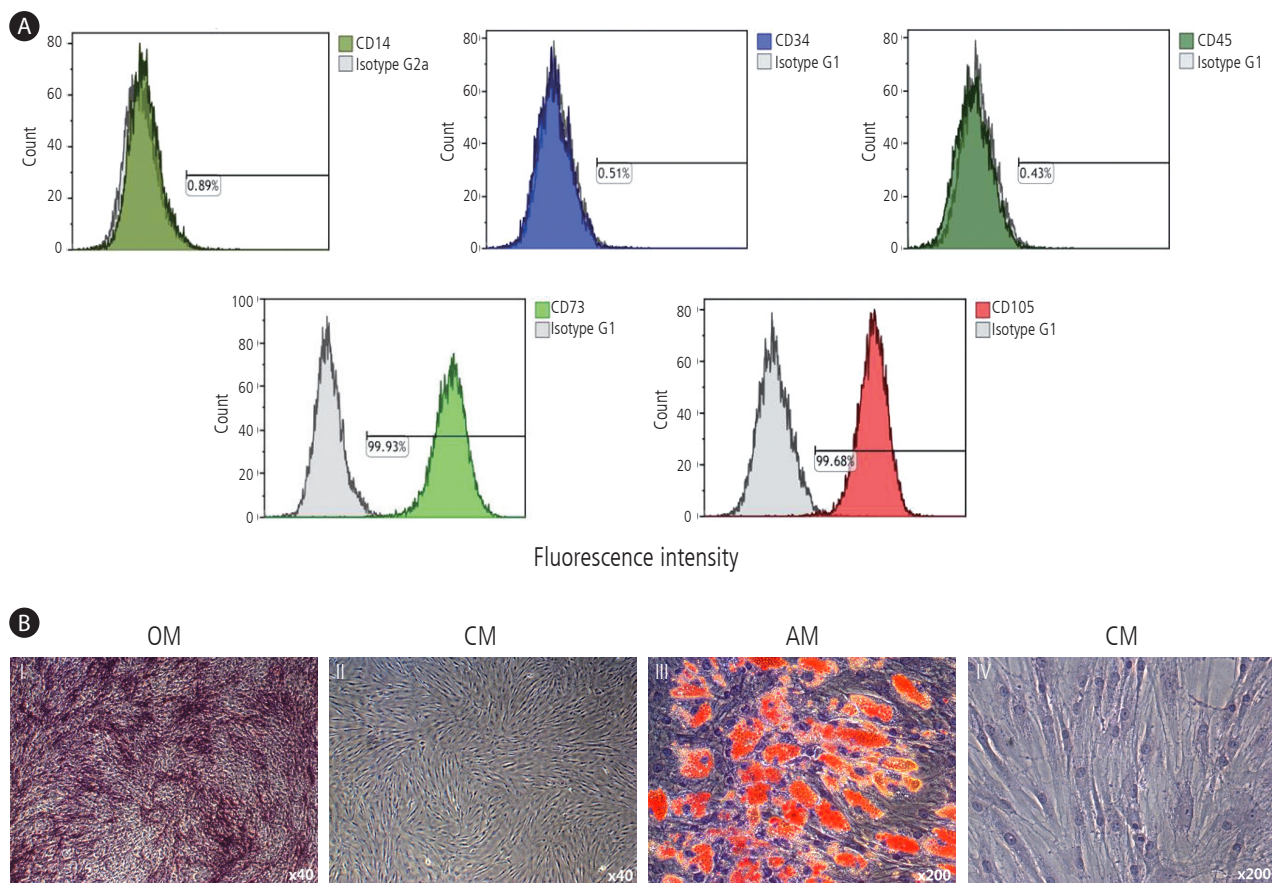 A
CD14
Isotype G2a
80
60
40
20
0
Count
0.89%
CD34
Isotype G1
80
60
40
20
0
Count
0.51%
CD45
Isotype G1
80
60
40
20
0
Count
0.43%
CD73
Isotype G1
100
80
60
40
20
0
Count
99.93%
CD105
Isotype G1
80
60
40
20
0
Count
99.68%
Fluorescence intensity
B
OM CM AM CM
I II III IV
x40 x40 x200 x200